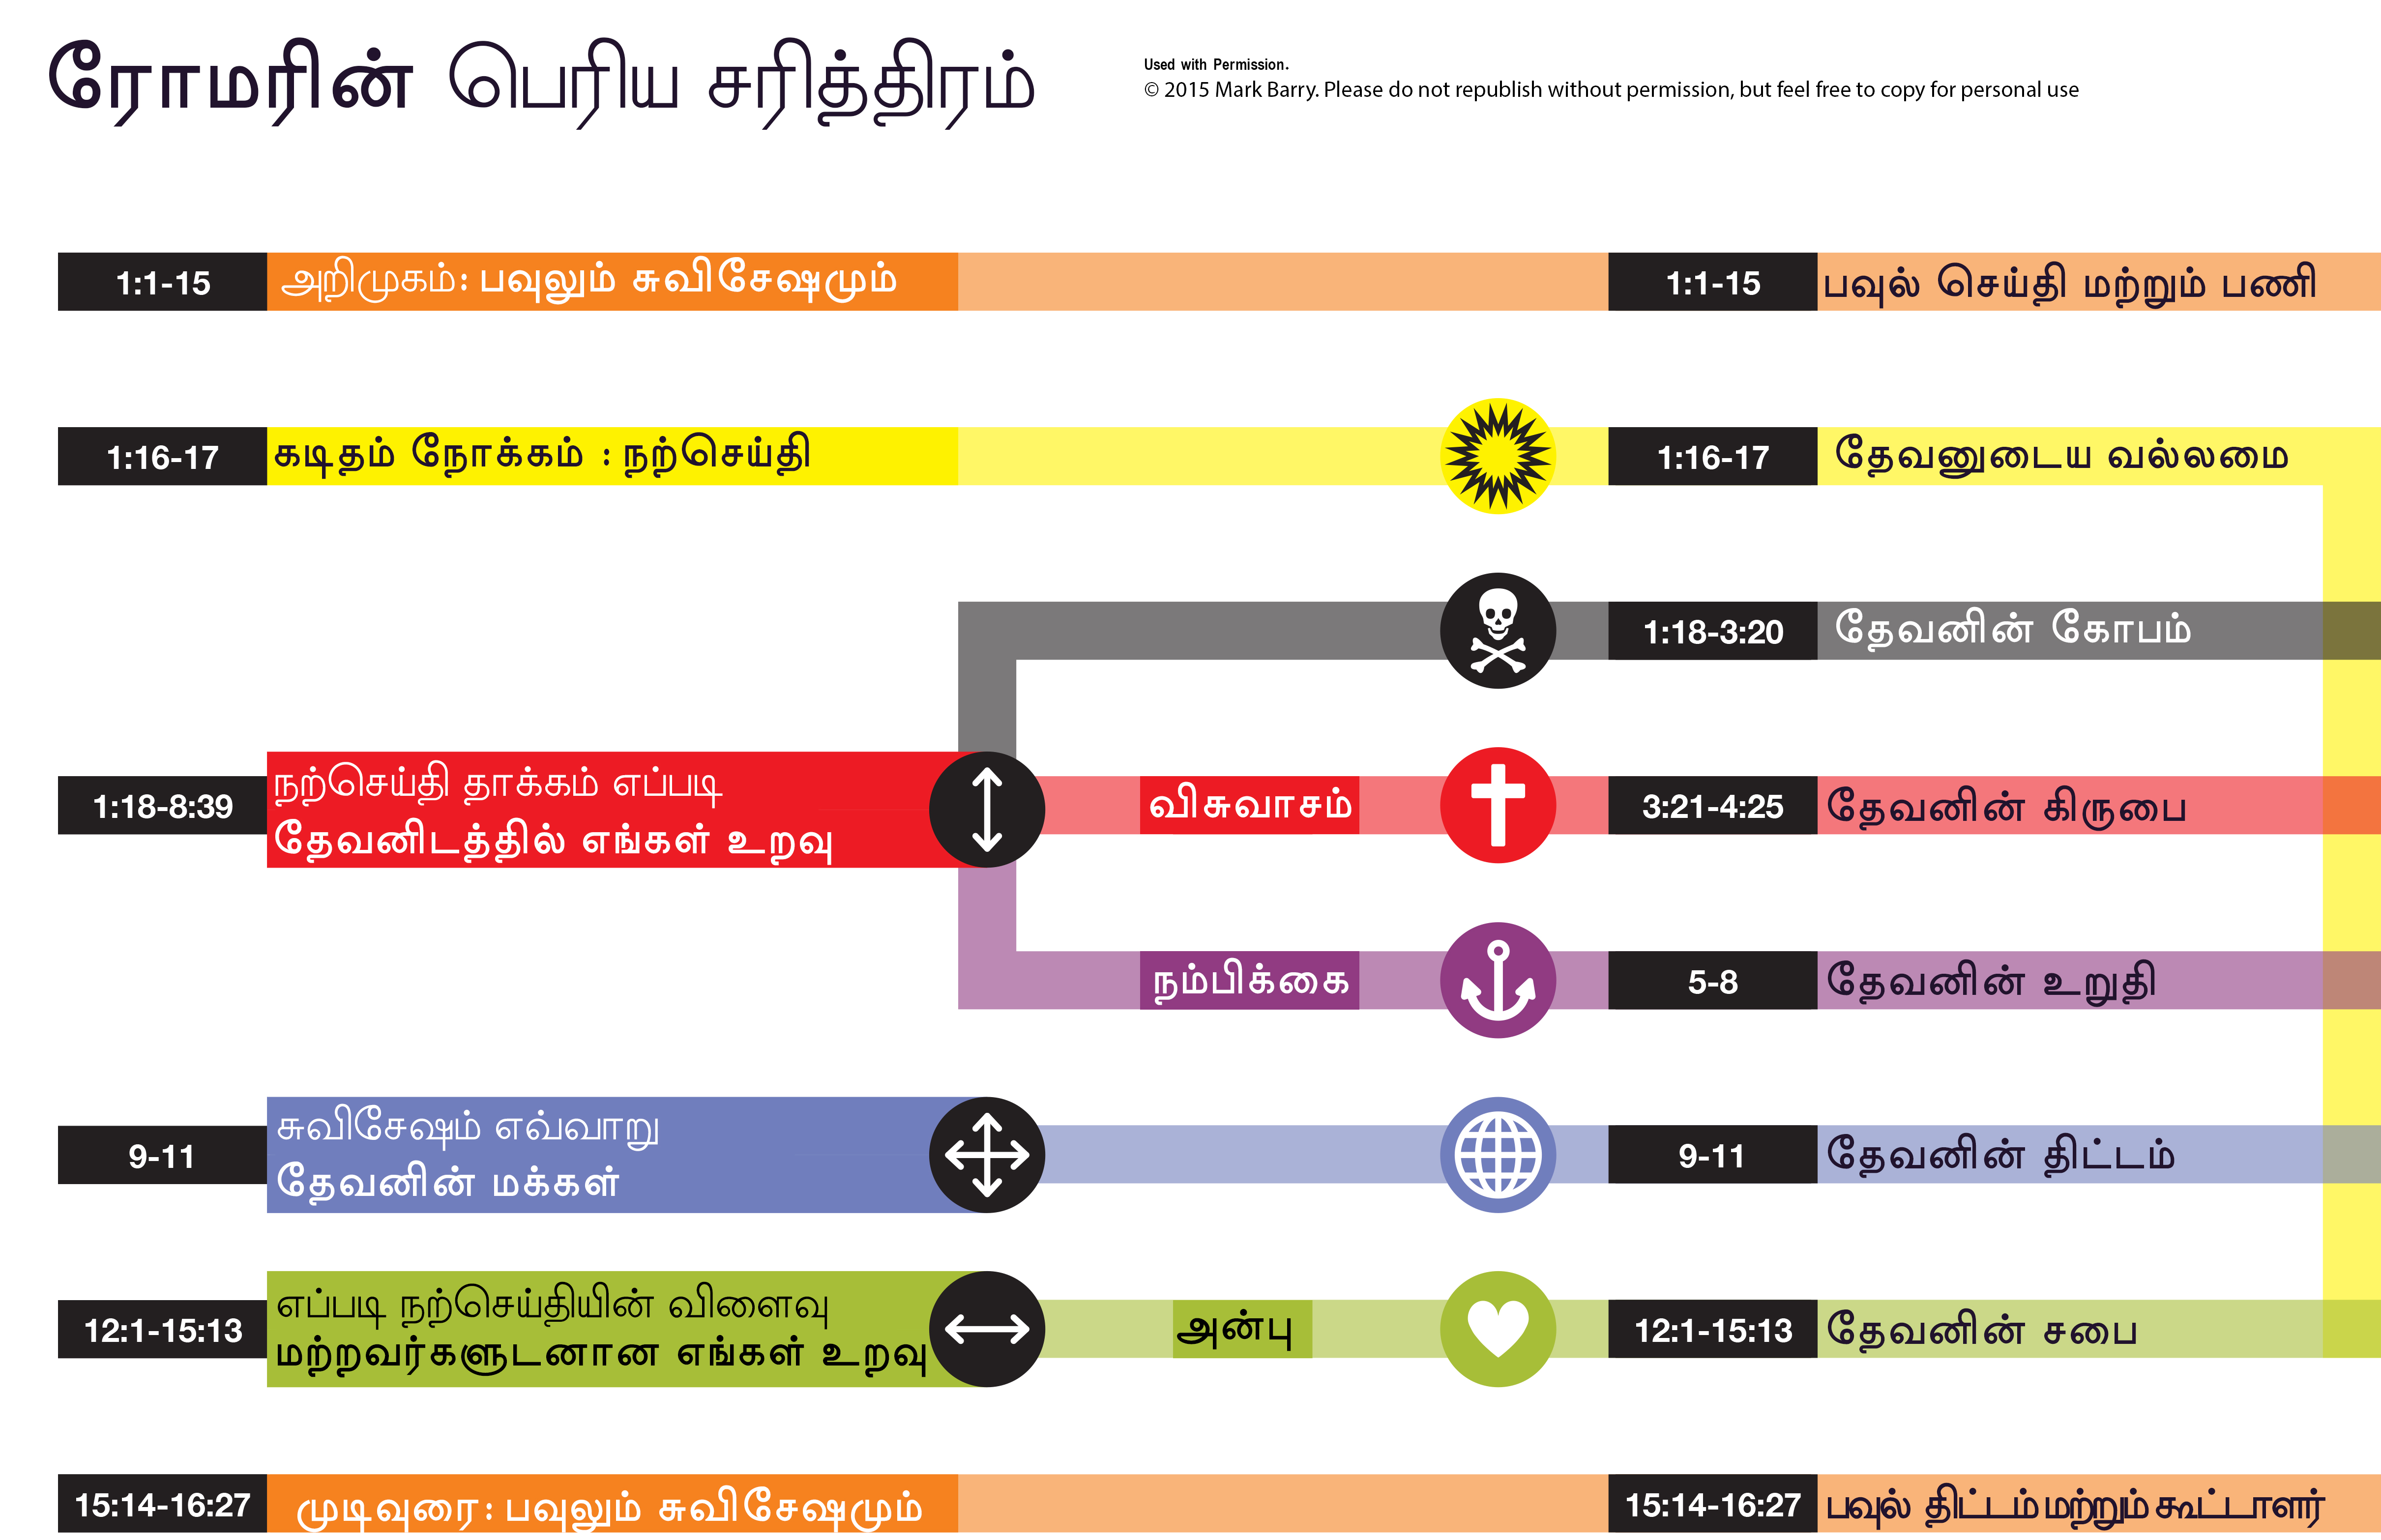 ரோமரின் பெரிய சரித்திரம்
Used with Permission.
© 2015 Mark Barry. Please do not republish without permission, but feel free to copy for personal use
1:1-15 அறிமுகம்: பவுலும் சுவிசேஷமும் 1:1-15 பவுல் செய்தி மற்றும் பணி
1:16-17 கடிதம் நோக்கம் : நற்செய்தி 1:16-17 தேவனுடைய வல்லமை
1:18-3:20 தேவனின் கோபம்
1:18-8:39 நற்செய்தி தாக்கம் எப்படி
தேவனிடத்தில் எங்கள் உறவு
விசுவாசம் 3:21-4:25 தேவனின் கிருபை
நம்பிக்கை 5-8 தேவனின் உறுதி
9-11 சுவிசேஷம் எவ்வாறு
தேவனின் மக்கள்
9-11 தேவனின் திட்டம்
12:1-15:13 எப்படி நற்செய்தியின் விளைவு
மற்றவர்களுடனான எங்கள் உறவு
அன்பு 12:1-15:13 தேவனின் சபை
15:14-16:27 முடிவுரை: பவுலும் சுவிசேஷமும் 15:14-16:27 பவுல் திட்டம் மற்றும் கூட்டாளர்